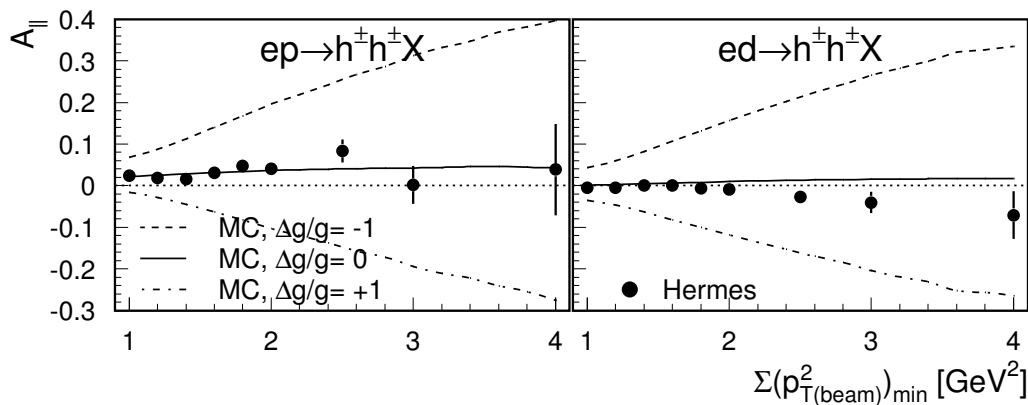 A||
ep→h±h±X
ed→h±h±X
0.4
0.3
0.2
0.1
0
-0.1
-0.2
-0.3
MC, Δg/g= -1
MC, Δg/g= 0
MC, Δg/g= +1
Hermes
1 2 3 4 1 2 3 4
Σ(p²T(beam))min [GeV²]